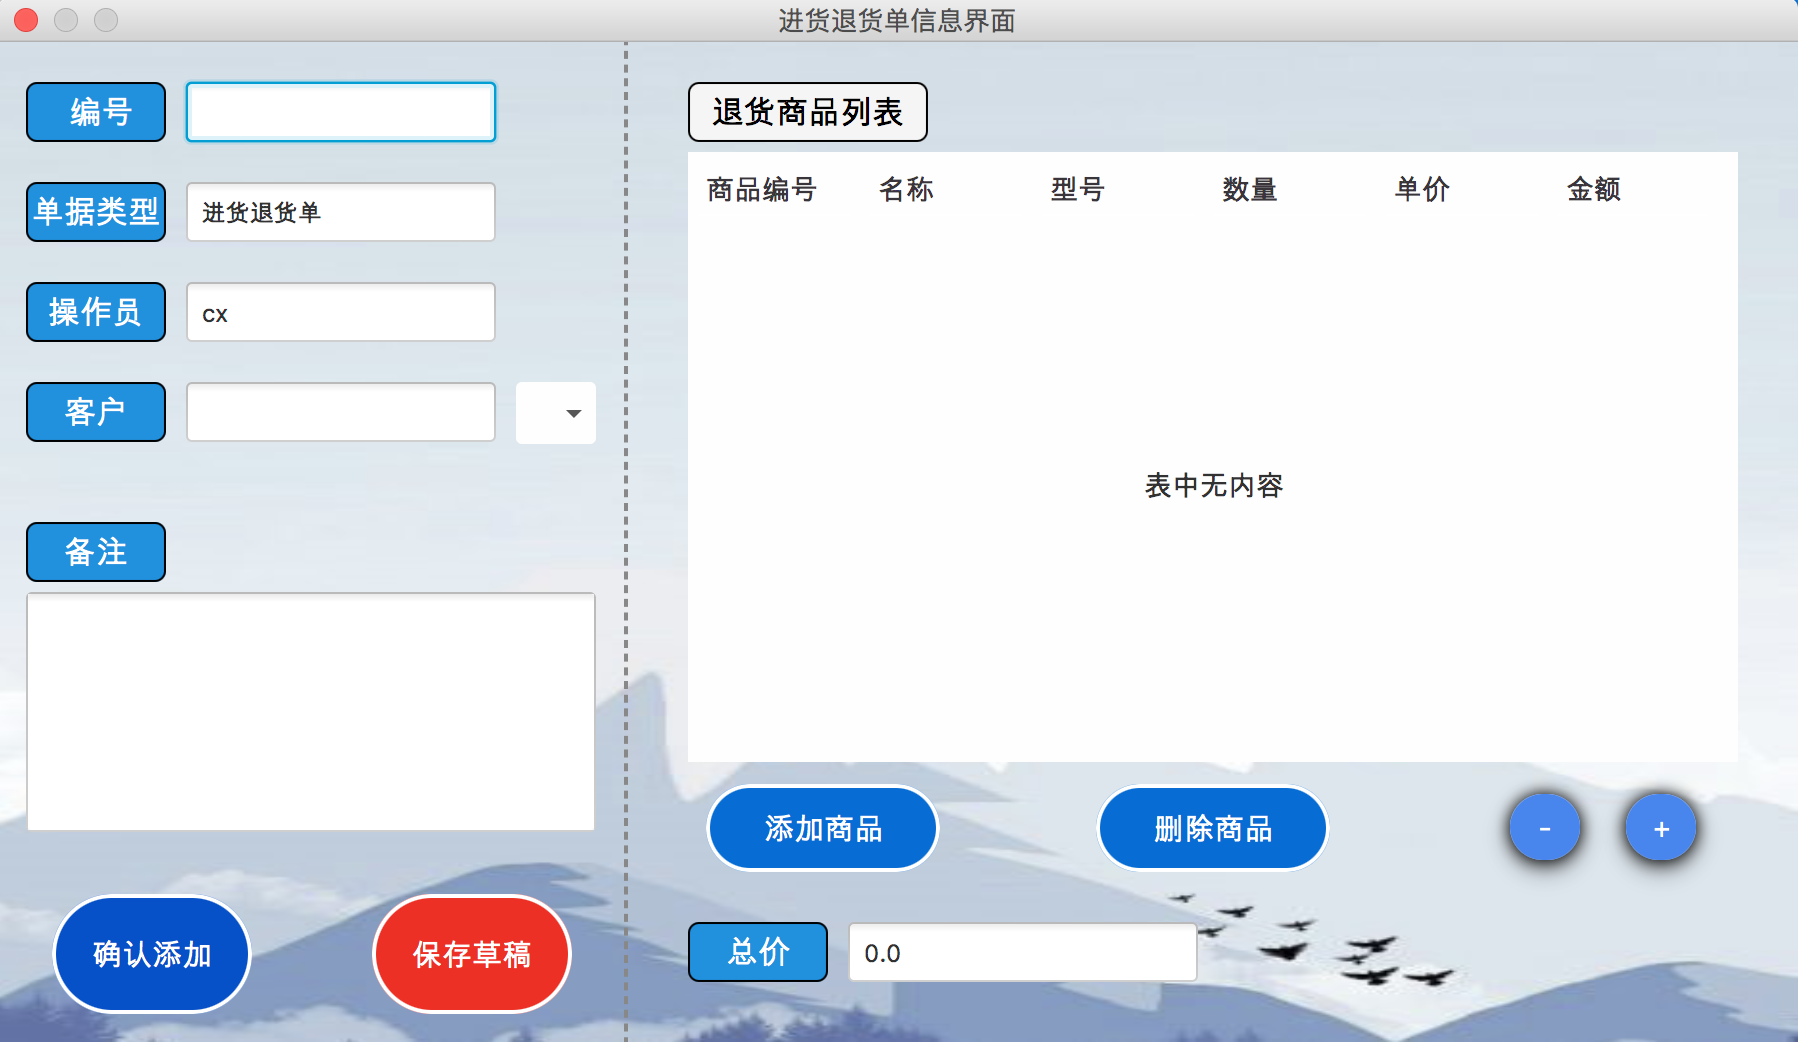 进货退货单信息界面
编号
单据类型 进货退货单
操作员 cx
客户
备注
确认添加 保存草稿
退货商品列表
商品编号 名称 型号 数量 单价 金额
表中无内容
添加商品 删除商品 - +
总价 0.0